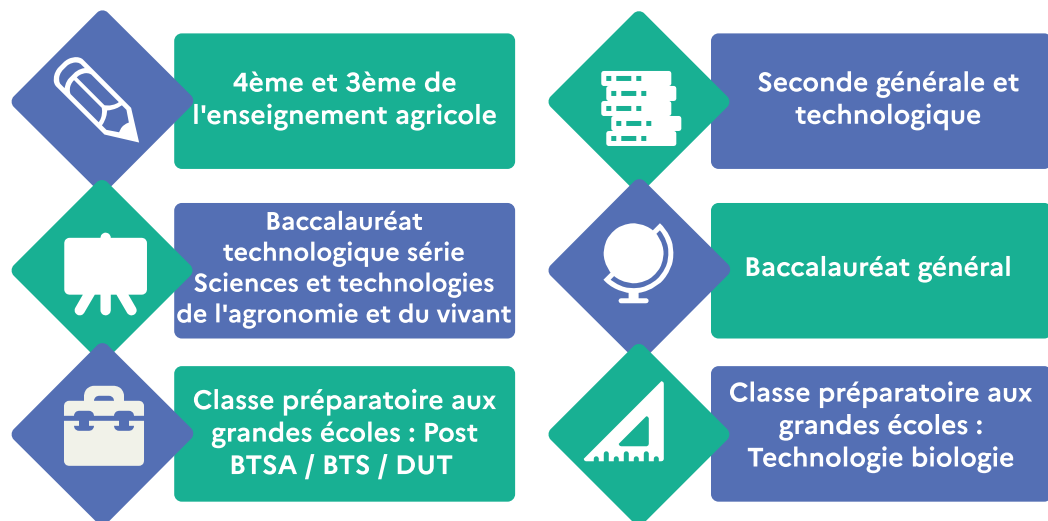 4ème et 3ème de
l'enseignement agricole
Seconde générale et
technologique
Baccalauréat
technologique série
Sciences et technologies
de l'agronomie et du vivant
Baccalauréat général
Classe préparatoire aux
grandes écoles : Post
BTSA / BTS / DUT
Classe préparatoire aux
grandes écoles :
Technologie biologie